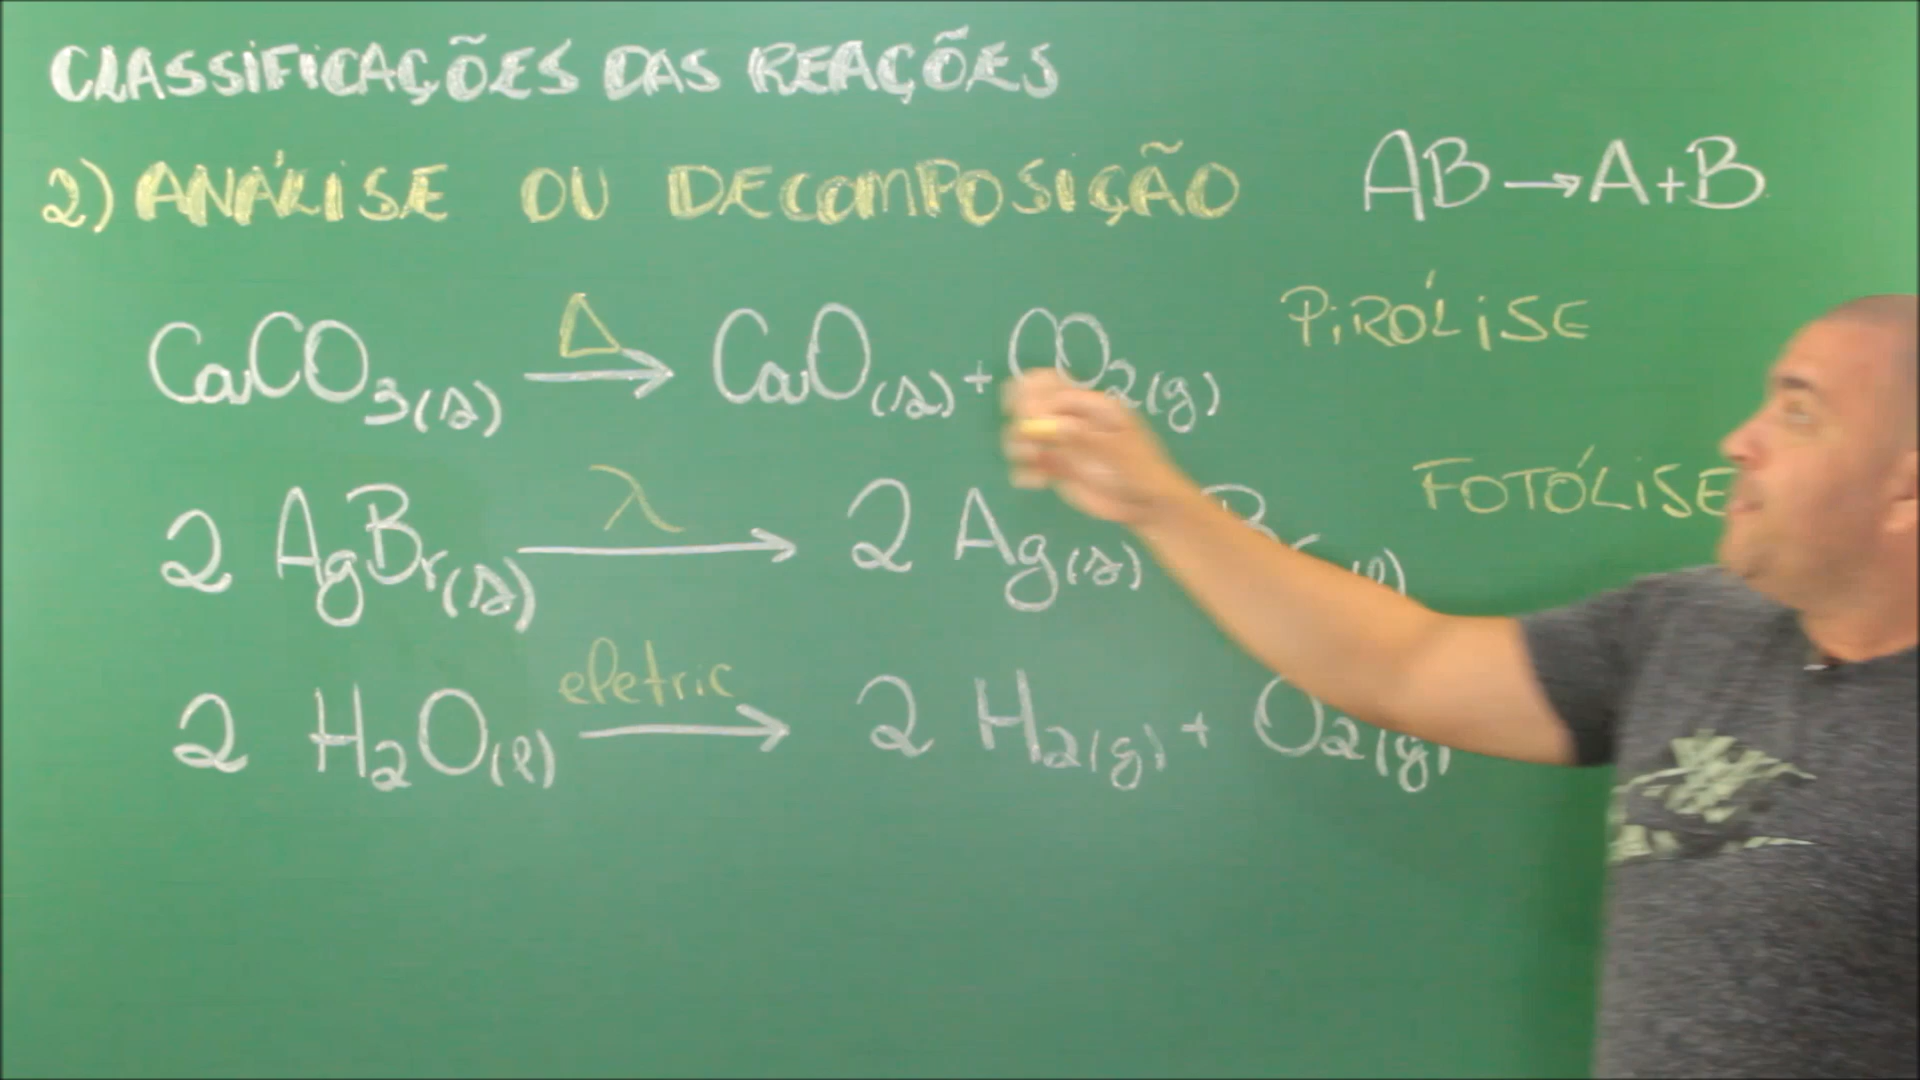 CLASSIFICAÇÕES DAS REAÇÕES
2) ANÁLISE OU DECOMPOSIÇÃO AB → A + B
CaCO₃(s) Δ→ CaO(s) + CO₂(g) PIRÓLISE
2 AgBr(s) λ→ 2 Ag(s) (l) FOTÓLISE
2 H₂O(l) eletric→ 2 H₂(g) + O₂(g)